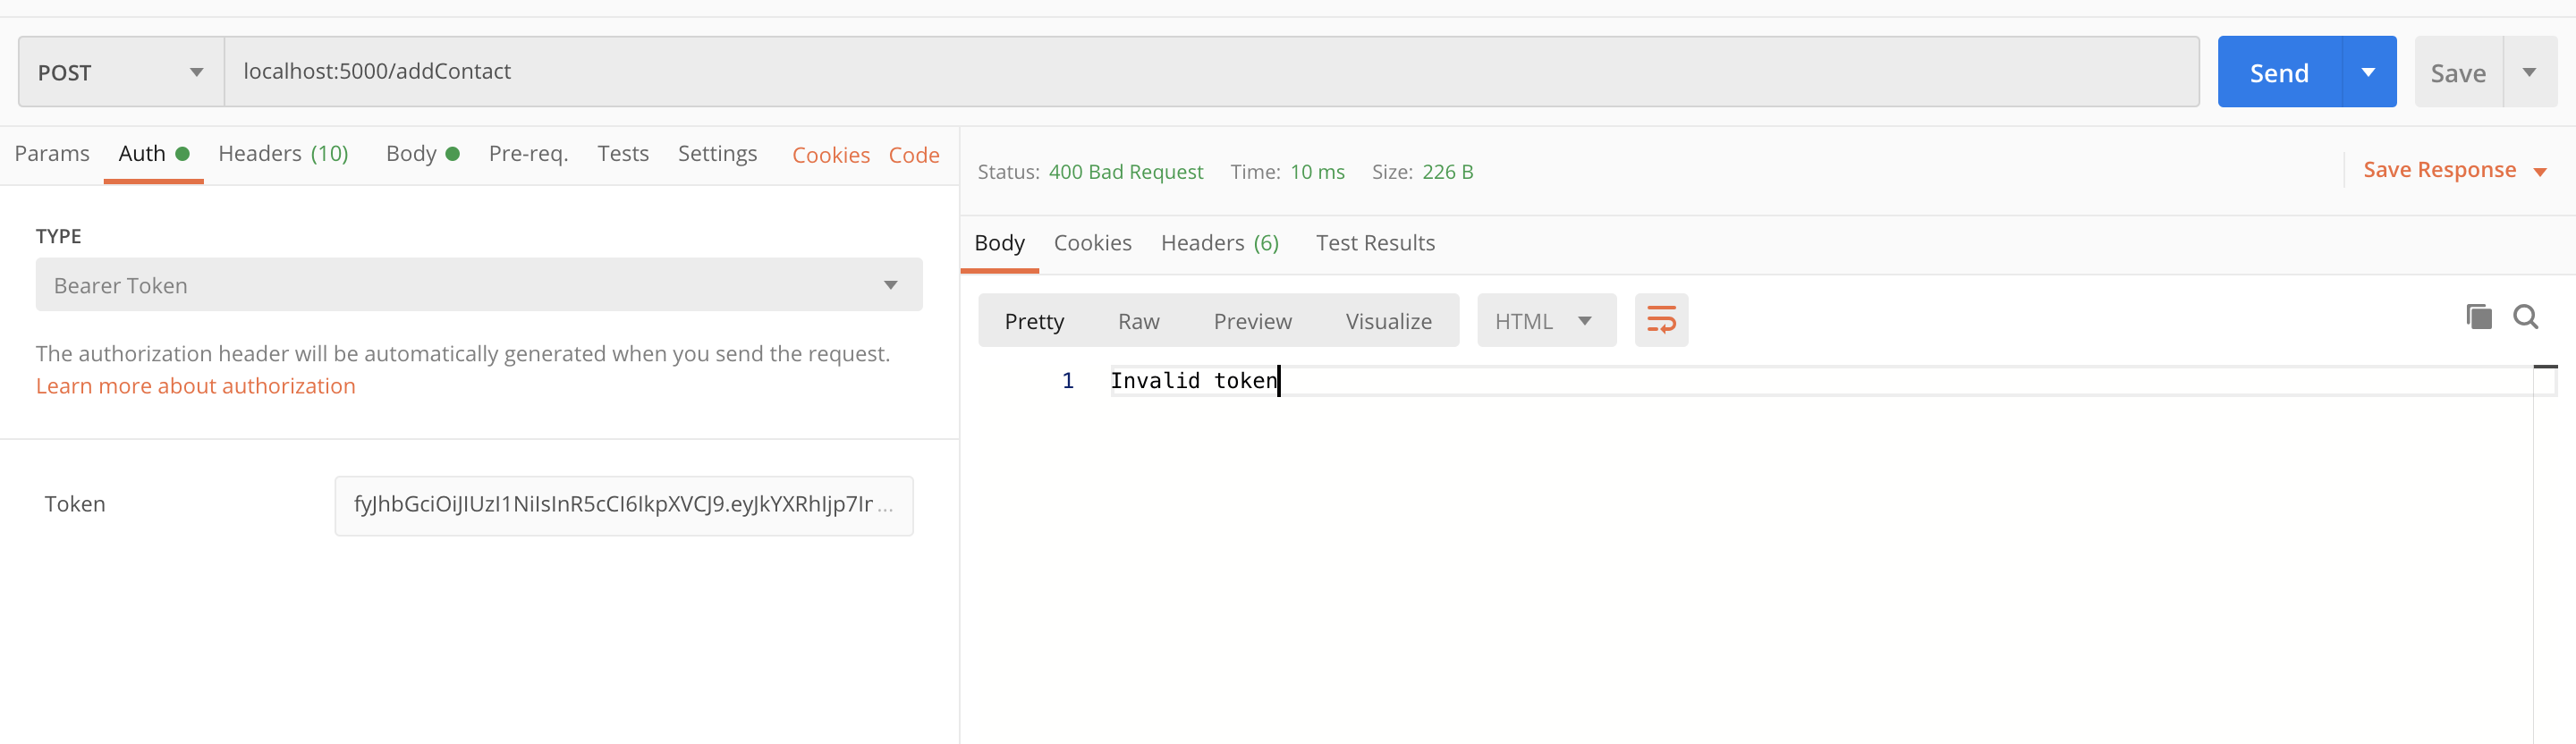 POST
localhost:5000/addContact
Send
Save
Params Auth Headers (10) Body Pre-req. Tests Settings Cookies Code
TYPE
Bearer Token
The authorization header will be automatically generated when you send the request.
Learn more about authorization
Token
fyJhbGciOiJIUzI1NiIsInR5cCI6IkpXVCJ9.eyJkYXRhIjp7Ir ...
Status: 400 Bad Request Time: 10 ms Size: 226 B
Save Response
Body Cookies Headers (6) Test Results
Pretty Raw Preview Visualize HTML
1 Invalid token